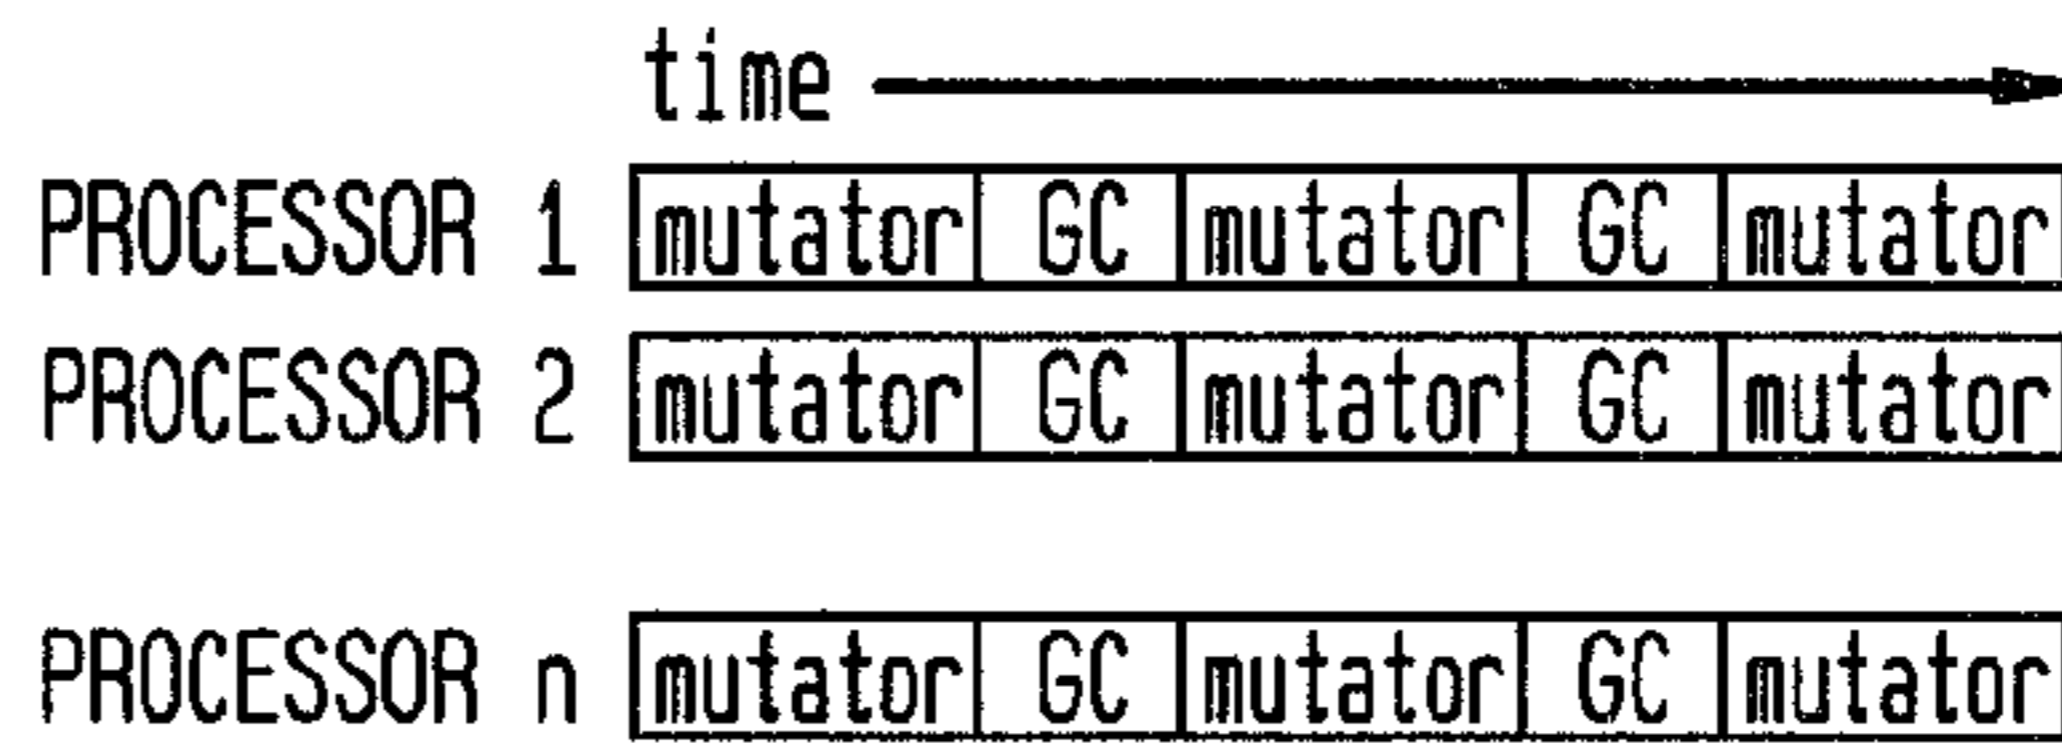 time
PROCESSOR 1 mutator GC mutator GC mutator
PROCESSOR 2 mutator GC mutator GC mutator
PROCESSOR n mutator GC mutator GC mutator